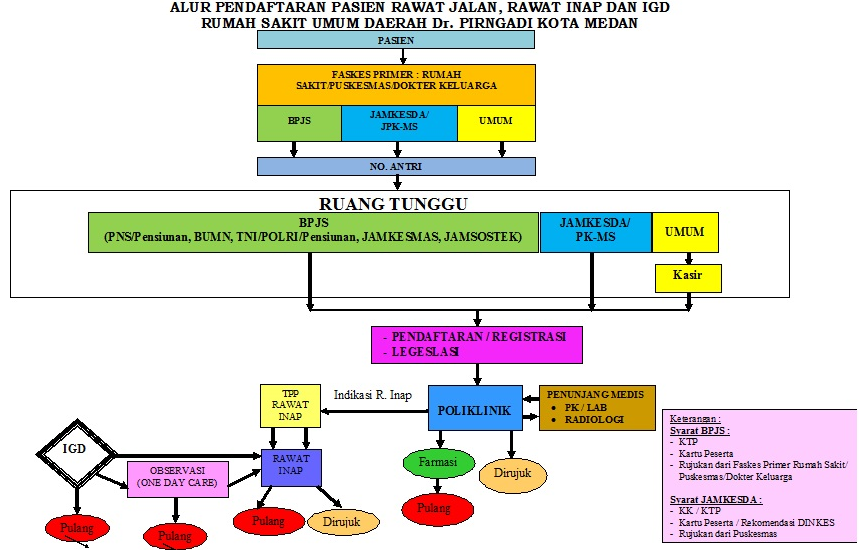 ALUR PENDAFTARAN PASIEN RAWAT JALAN, RAWAT INAP DAN IGD
RUMAH SAKIT UMUM DAERAH Dr. PIRNGADI KOTA MEDAN
PASIEN
FASKES PRIMER : RUMAH
SAKIT/PUSKESMAS/DOKTER KELUARGA
BPJS
JAMKESDA/
JPK-MS
UMUM
NO. ANTRI
RUANG TUNGGU
BPJS
(PNS/Pensiunan, BUMN, TNI/POLRI/Pensiunan, JAMKESMAS, JAMSOSTEK)
JAMKESDA/
PK-MS
UMUM
Kasir
- PENDAFTARAN / REGISTRASI
- LEGESLASI
TPP
RAWAT
INAP
Indikasi R. Inap
POLIKLINIK
PENUNJANG MEDIS
• PK / LAB
• RADIOLOGI
IGD
OBSERVASI
(ONE DAY CARE)
RAWAT
INAP
Farmasi
Dirujuk
Pulang
Pulang
Pulang
Dirujuk
Pulang
Keterangan :
Syarat BPJS :
- KTP
- Kartu Peserta
- Rujukan dari Faskes Primer Rumah Sakit/
Puskesmas/Dokter Keluarga
Syarat JAMKESDA :
- KK / KTP
- Kartu Peserta / Rekomendasi DINKES
- Rujukan dari Puskesmas